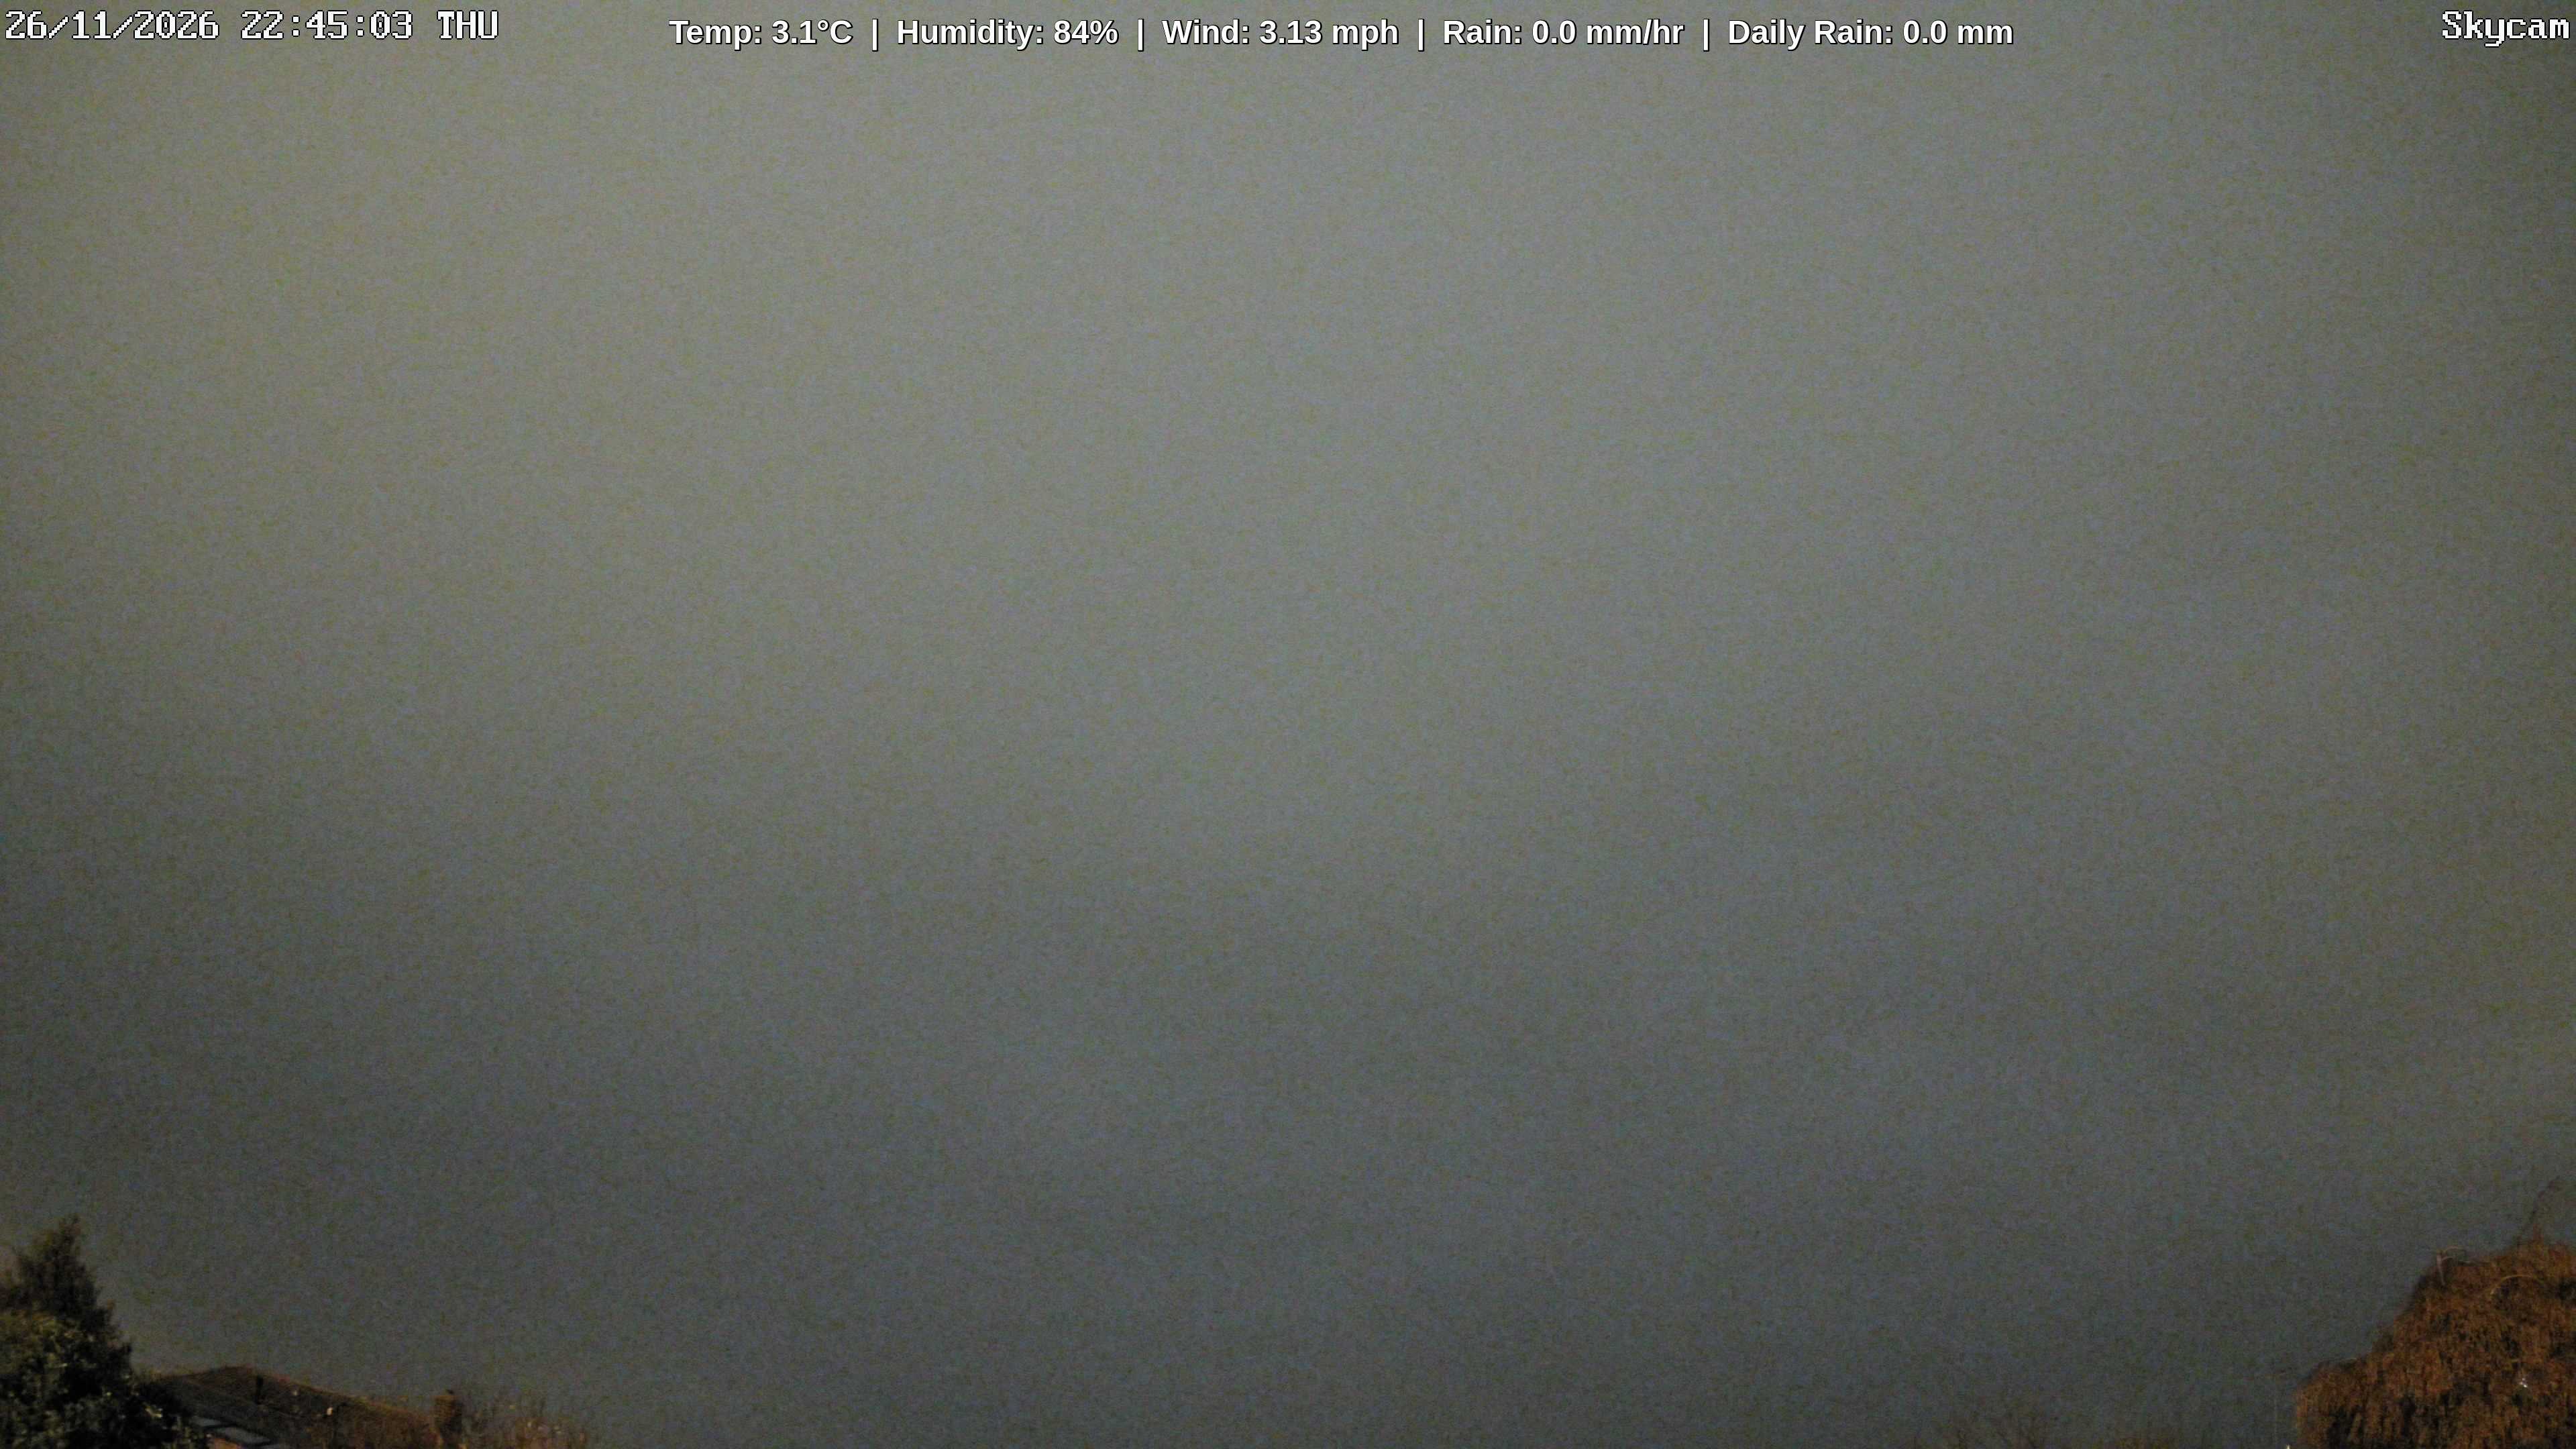 26/11/2026 22:45:03 THU
Temp: 3.1°C | Humidity: 84% | Wind: 3.13 mph | Rain: 0.0 mm/hr | Daily Rain: 0.0 mm
Skycam